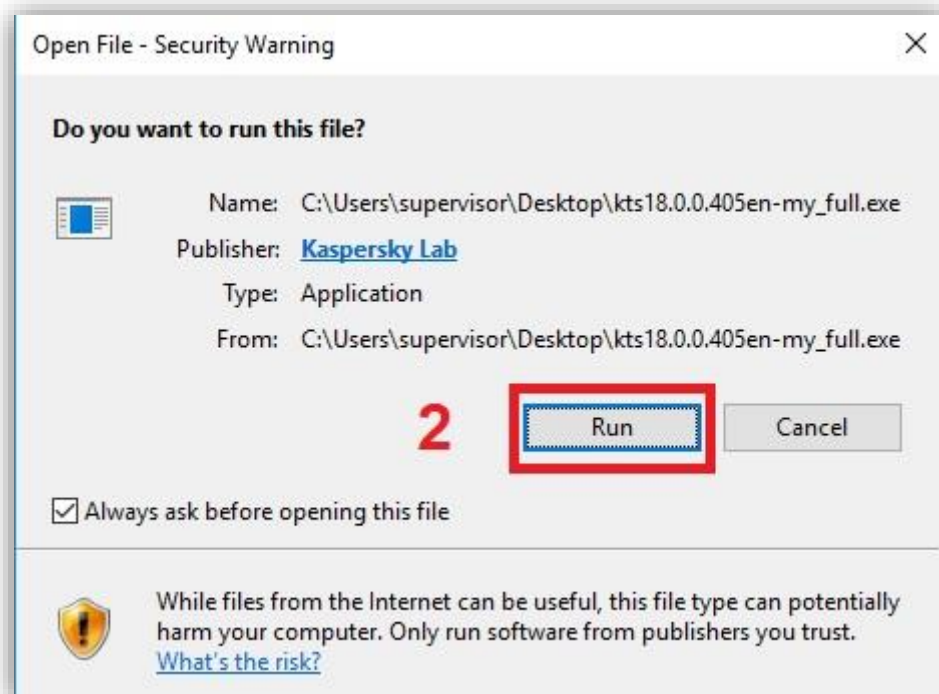 Open File - Security Warning
Do you want to run this file?
Name: C:\Users\supervisor\Desktop\kts18.0.0.405en-my_full.exe
Publisher: Kaspersky Lab
Type: Application
From: C:\Users\supervisor\Desktop\kts18.0.0.405en-my_full.exe
2 Run Cancel
Always ask before opening this file
While files from the Internet can be useful, this file type can potentially
harm your computer. Only run software from publishers you trust.
What's the risk?